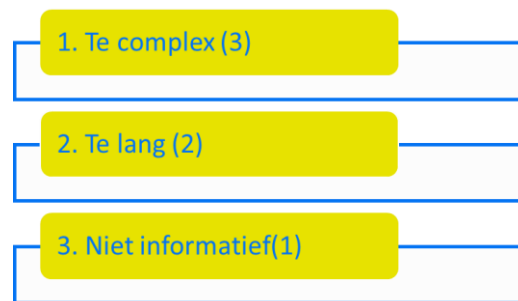 1. Te complex (3)
2. Te lang (2)
3. Niet informatief(1)